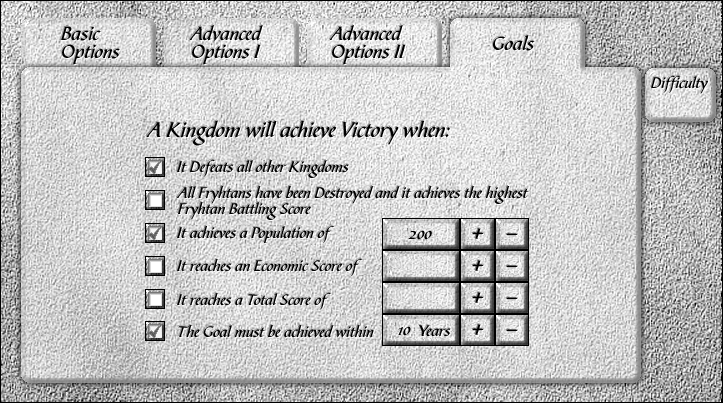 Basic
Options
Advanced
Options I
Advanced
Options II
Goals
Difficulty
A Kingdom will achieve Victory when:
It Defeats all other Kingdoms
All Fryhtans have been Destroyed and it achieves the highest
Fryhtan Battling Score
It achieves a Population of 200 + −
It reaches an Economic Score of + −
It reaches a Total Score of + −
The Goal must be achieved within 10 Years + −